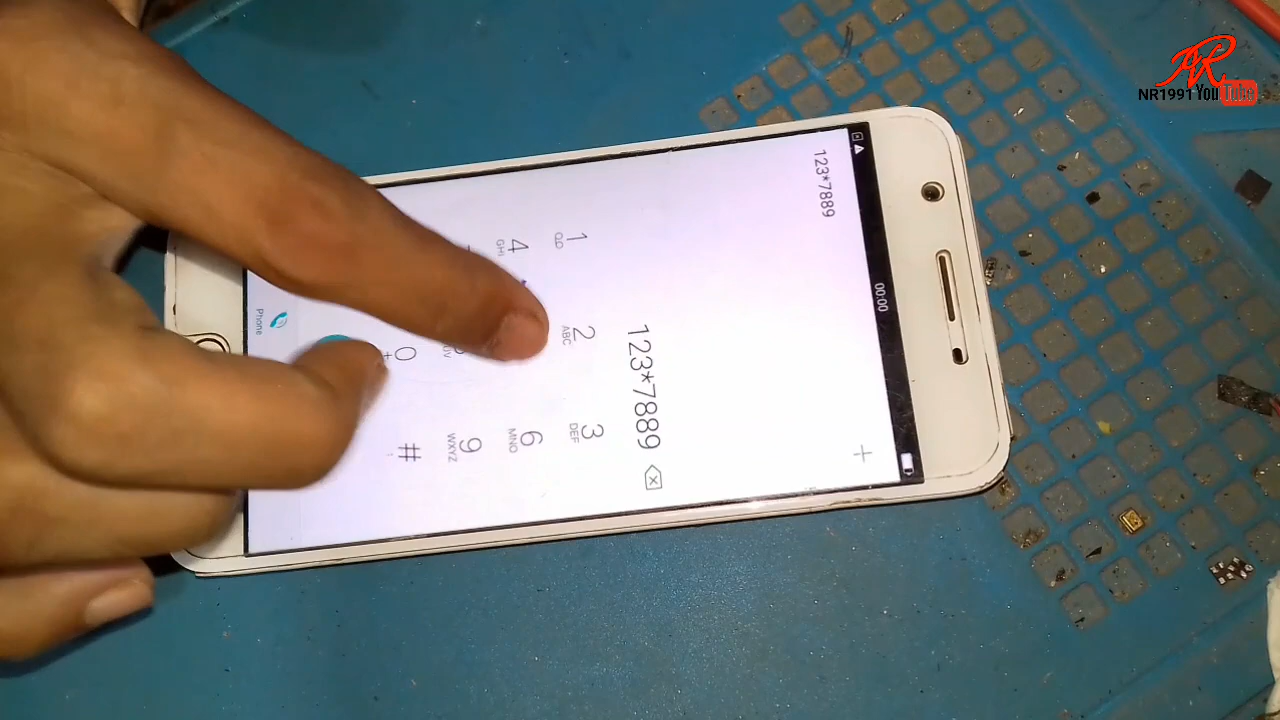 AR
NR1991 YouTube
00:00
123*7889
+
123*7889
1
2 ABC
3 DEF
4 GHI
6 MNO
9 WXYZ
0
+
#
Phone